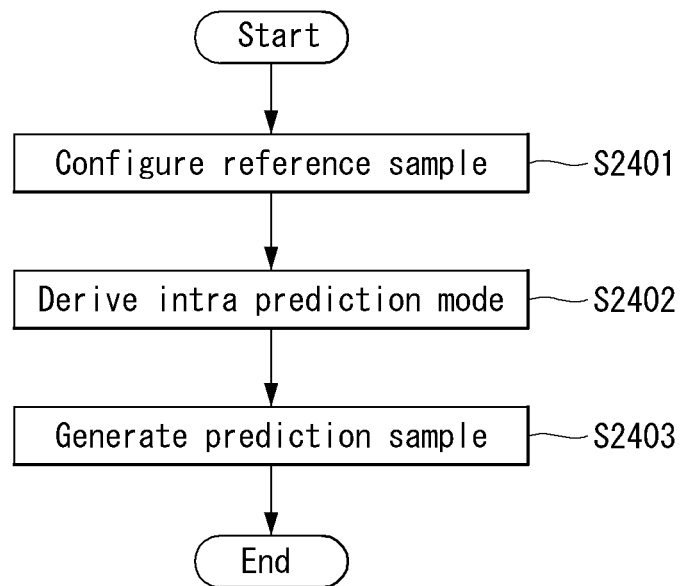 Start
Configure reference sample S2401
Derive intra prediction mode S2402
Generate prediction sample S2403
End